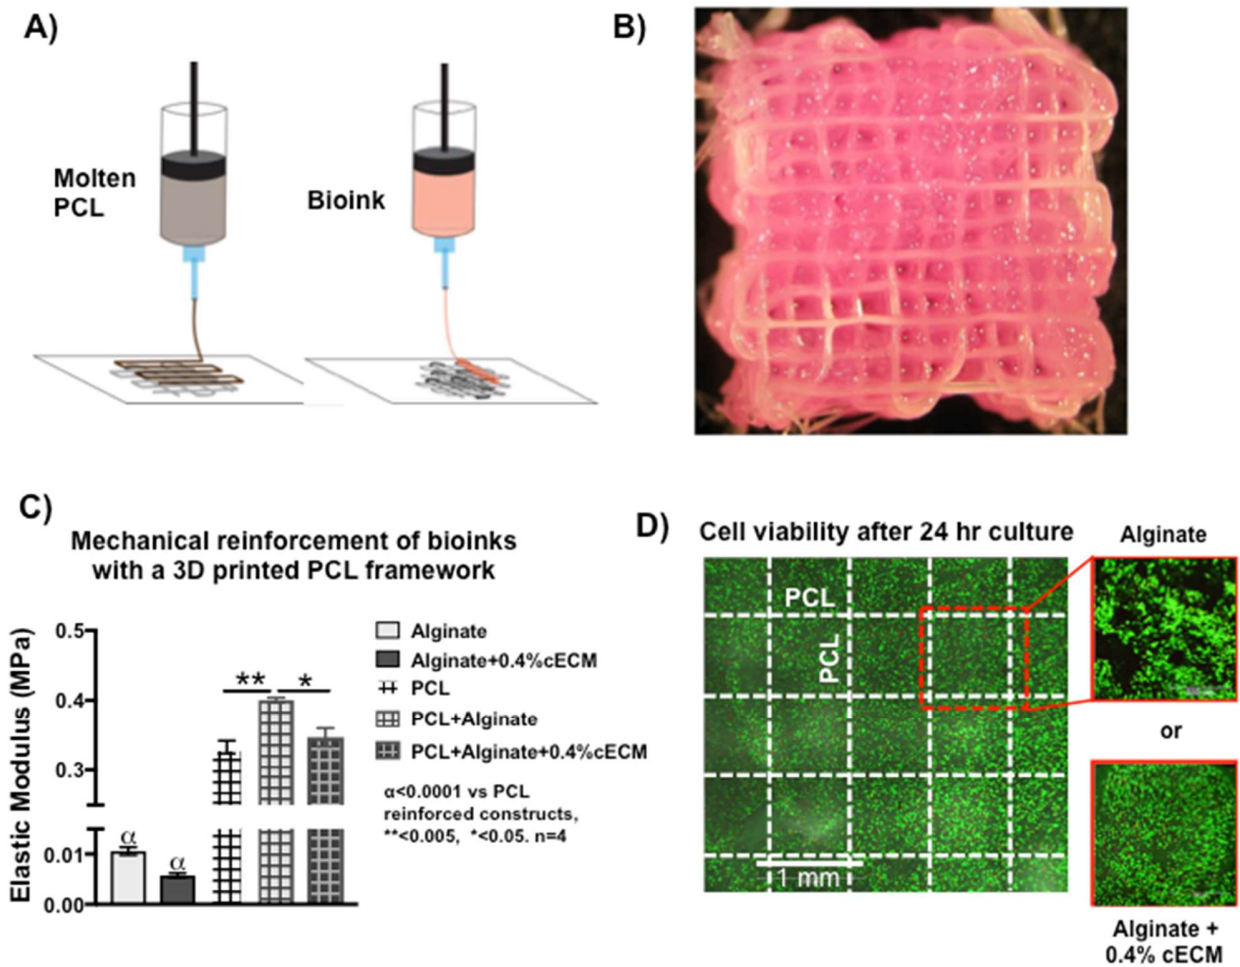 A)
Molten
PCL
Bioink
B)
C)
Mechanical reinforcement of bioinks
with a 3D printed PCL framework
Elastic Modulus (MPa)
0.5
0.4
0.3
0.01
0.00
α
α
**
*
Alginate
Alginate+0.4%cECM
PCL
PCL+Alginate
PCL+Alginate+0.4%cECM
α<0.0001 vs PCL
reinforced constructs,
**<0.005, *<0.05. n=4
D)
Cell viability after 24 hr culture
PCL
PCL
1 mm
Alginate
or
Alginate +
0.4% cECM